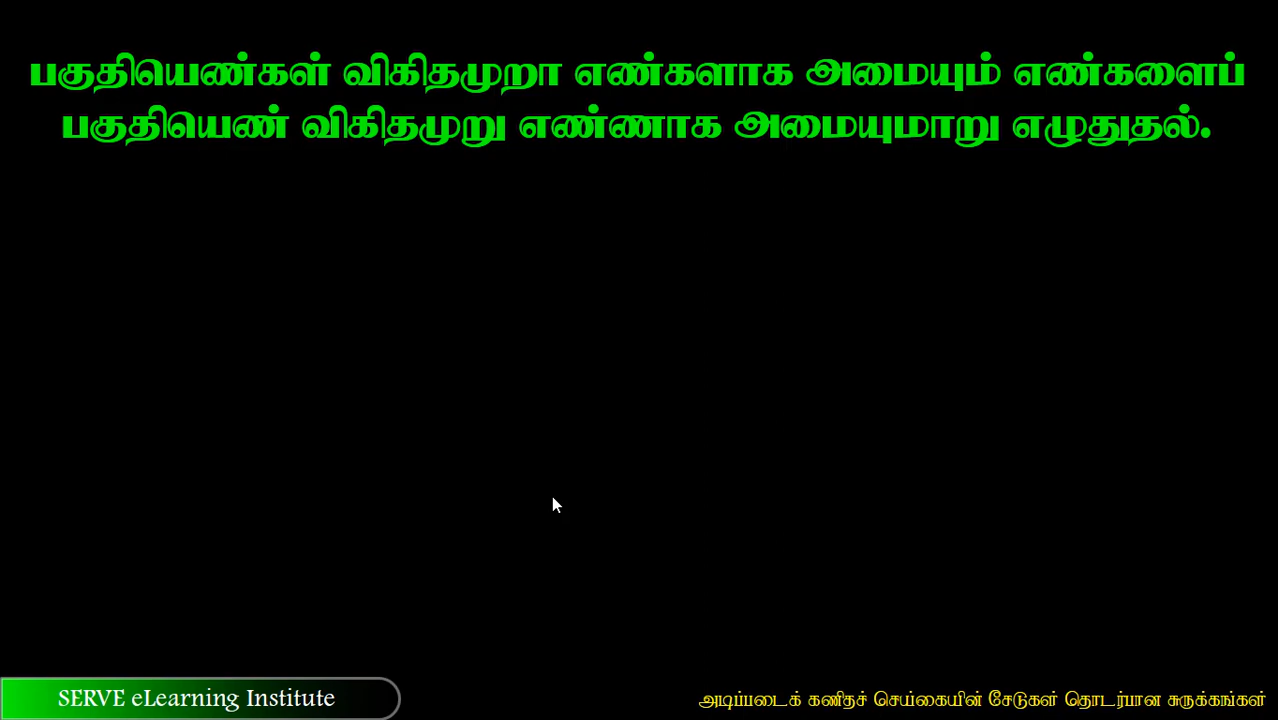 பகுதியெண்கள் விகிதமுறா எண்களாக அமையும் எண்களைப்
பகுதியெண் விகிதமுறு எண்ணாக அமையுமாறு எழுதுதல்.
SERVE eLearning Institute
அடிப்படைக் கணிதச் செய்கையின் சேடுகள் தொடர்பான சுருக்கங்கள்